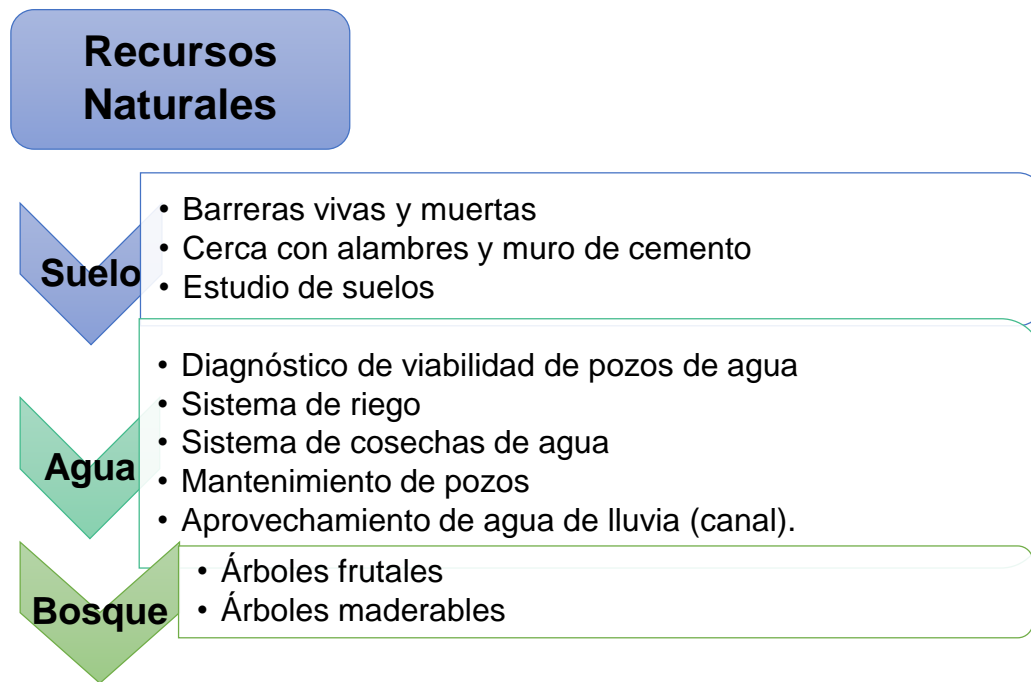 Recursos
Naturales
Suelo
• Barreras vivas y muertas
• Cerca con alambres y muro de cemento
• Estudio de suelos
Agua
• Diagnóstico de viabilidad de pozos de agua
• Sistema de riego
• Sistema de cosechas de agua
• Mantenimiento de pozos
• Aprovechamiento de agua de lluvia (canal).
Bosque
• Árboles frutales
• Árboles maderables